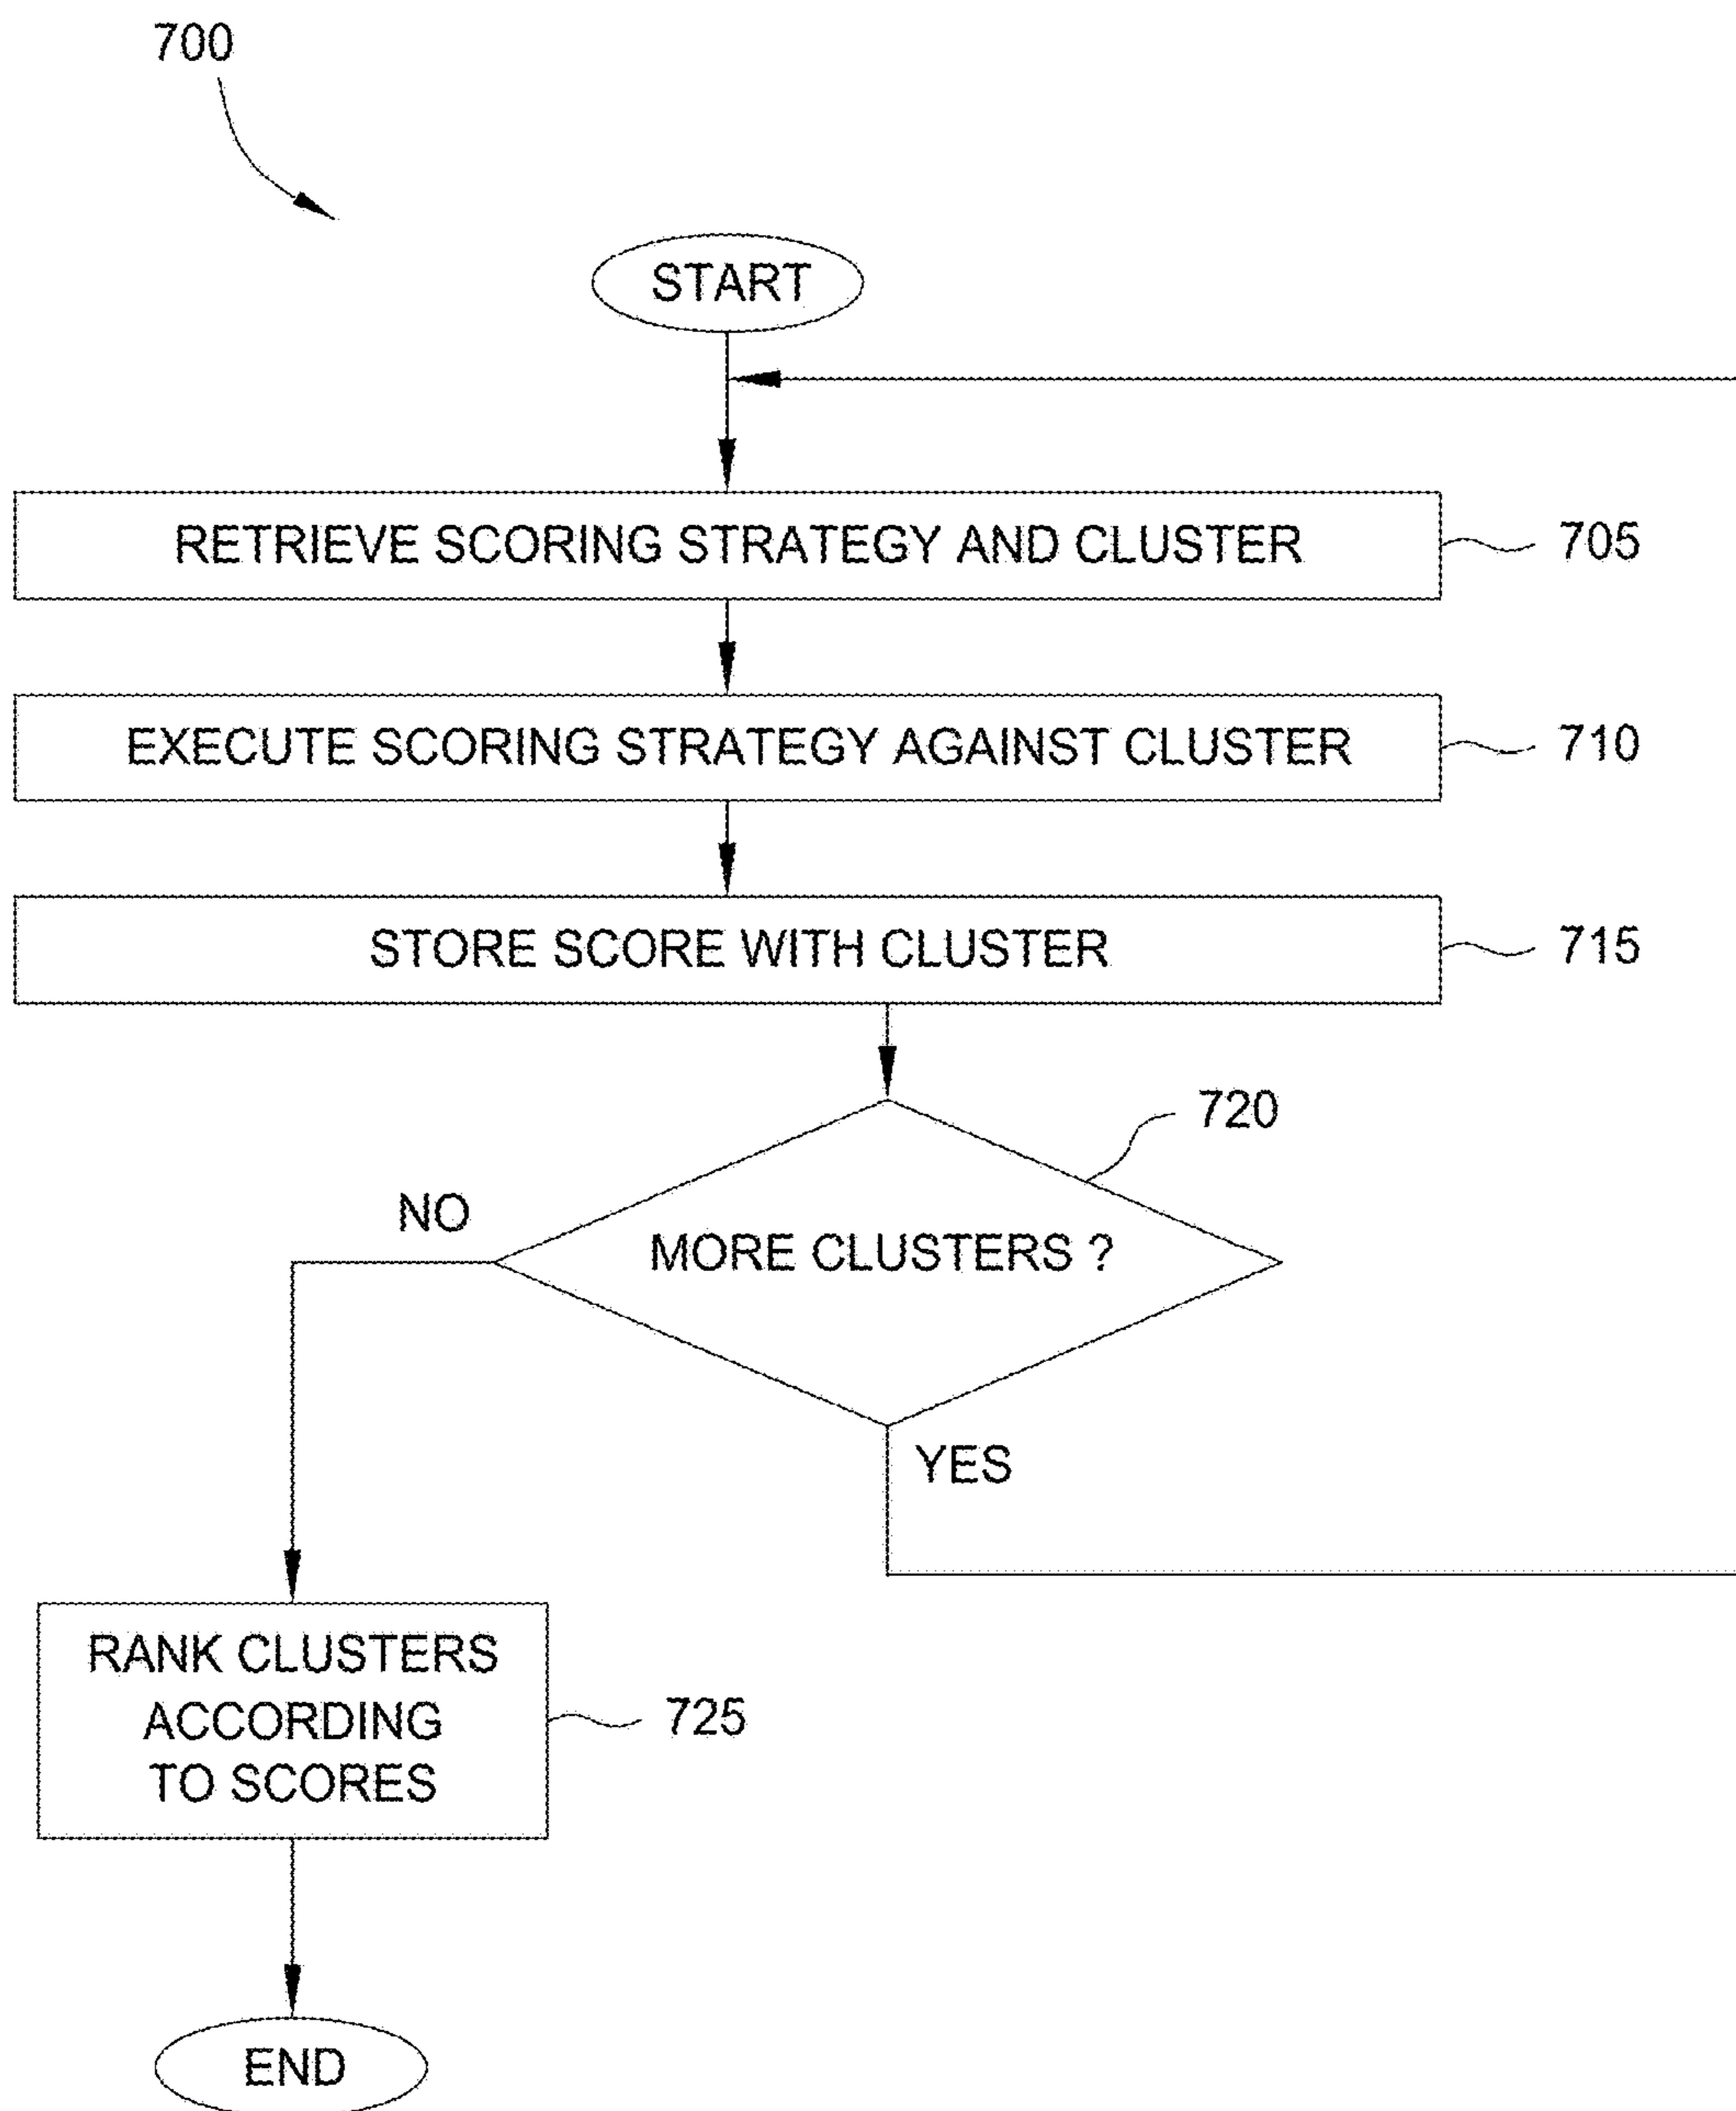 700
START
RETRIEVE SCORING STRATEGY AND CLUSTER
705
EXECUTE SCORING STRATEGY AGAINST CLUSTER
710
STORE SCORE WITH CLUSTER
715
720
NO
MORE CLUSTERS ?
YES
RANK CLUSTERS
ACCORDING
TO SCORES
725
END